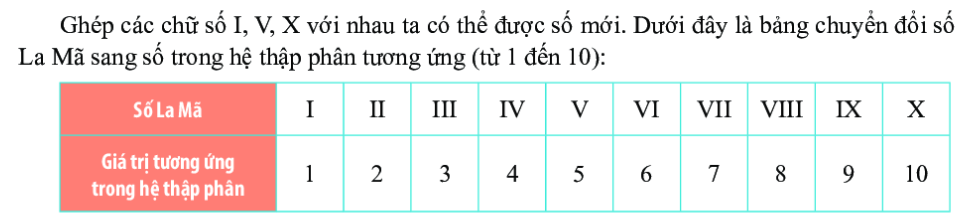 Ghép các chữ số I, V, X với nhau ta có thể được số mới. Dưới đây là bảng chuyển đổi số
La Mã sang số trong hệ thập phân tương ứng (từ 1 đến 10):
Số La Mã I II III IV V VI VII VIII IX X
Giá trị tương ứng
trong hệ thập phân 1 2 3 4 5 6 7 8 9 10